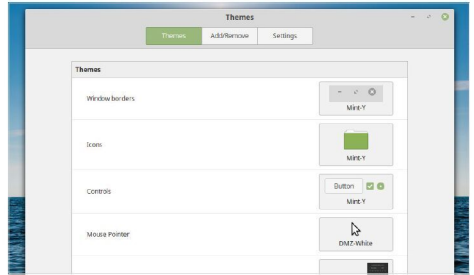 Themes
Themes Add/Remove Settings
Themes
Window borders
Mint-Y
Icons
Mint-Y
Controls
Button
Mint-Y
Mouse Pointer
DMZ-White